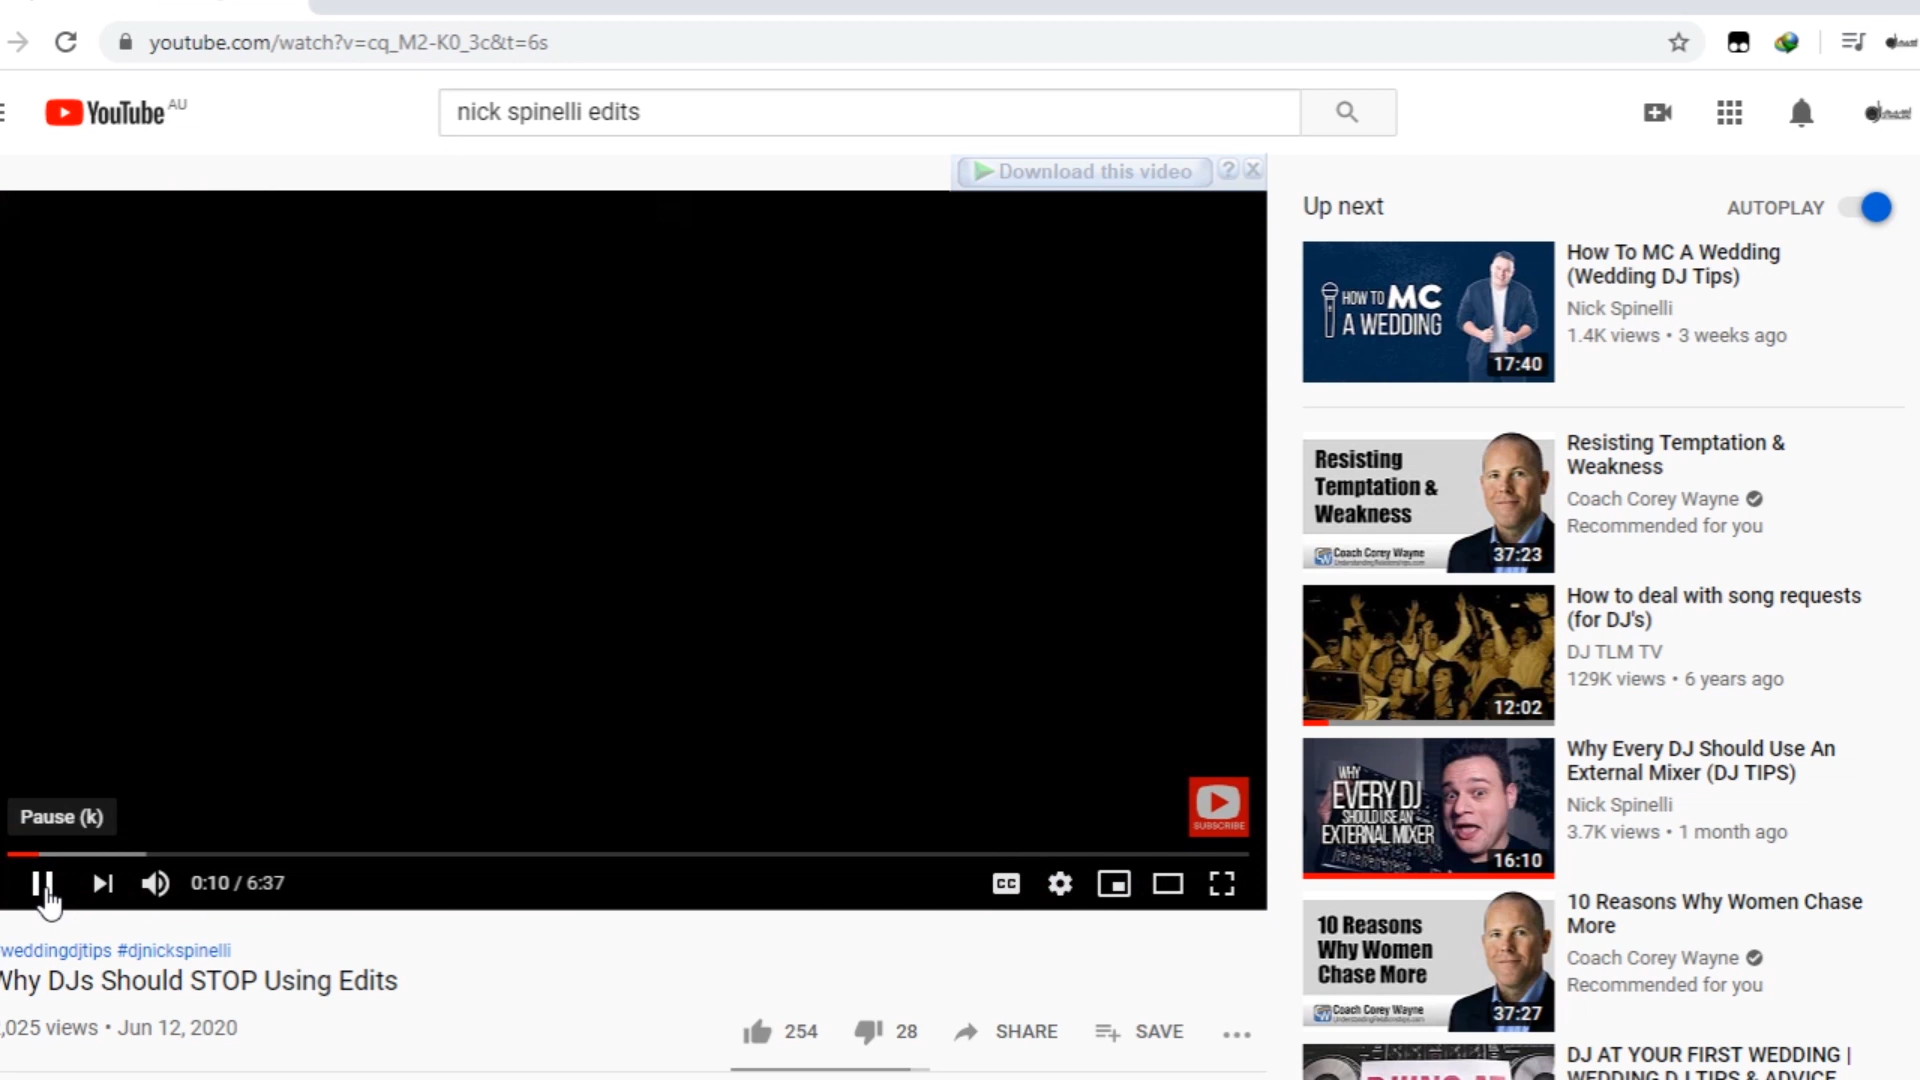 youtube.com/watch?v=cq_M2-K0_3c&t=6s
YouTube AU
nick spinelli edits
Download this video ? X
Up next
AUTOPLAY
HOW TO MC
A WEDDING
17:40
How To MC A Wedding
(Wedding DJ Tips)
Nick Spinelli
1.4K views • 3 weeks ago
Resisting
Temptation &
Weakness
Coach Corey Wayne
37:23
Resisting Temptation &
Weakness
Coach Corey Wayne
Recommended for you
12:02
How to deal with song requests
(for DJ's)
DJ TLM TV
129K views • 6 years ago
WHY
EVERY DJ
SHOULD USE AN
EXTERNAL MIXER
16:10
Why Every DJ Should Use An
External Mixer (DJ TIPS)
Nick Spinelli
3.7K views • 1 month ago
10 Reasons
Why Women
Chase More
Coach Corey Wayne
37:27
10 Reasons Why Women Chase
More
Coach Corey Wayne
Recommended for you
DJ AT YOUR FIRST WEDDING |
WEDDING DJ TIPS & ADVICE
SUBSCRIBE
Pause (k)
0:10 / 6:37
CC
weddingdjtips #djnickspinelli
Why DJs Should STOP Using Edits
,025 views • Jun 12, 2020
254
28
SHARE
SAVE